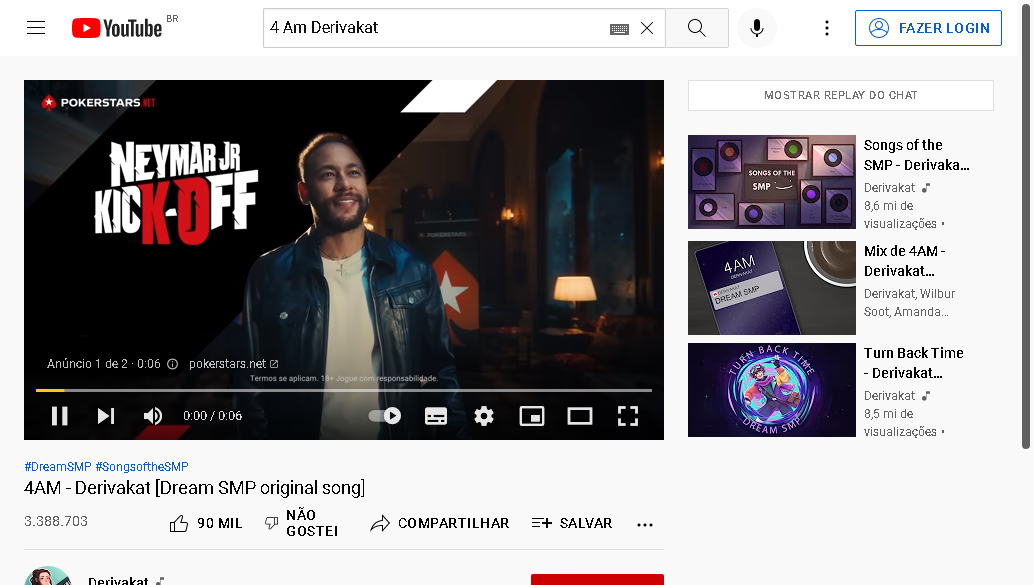 YouTube BR
4 Am Derivakat
FAZER LOGIN
POKERSTARS.NET
NEYMAR JR
KICK-OFF
POKERSTARS
Anúncio 1 de 2 · 0:06
pokerstars.net
Termos se aplicam. 18+ Jogue com responsabilidade.
0:00 / 0:06
#DreamSMP #SongsoftheSMP
4AM - Derivakat [Dream SMP original song]
3.388.703
90 MIL
NÃO
GOSTEI
COMPARTILHAR
SALVAR
Derivakat
MOSTRAR REPLAY DO CHAT
SONGS OF THE
SMP
Songs of the
SMP - Derivaka...
Derivakat
8,6 mi de
visualizações •
4AM
DERIVAKAT
DREAM SMP
Mix de 4AM -
Derivakat...
Derivakat, Wilbur
Soot, Amanda...
TURN BACK TIME
DREAM SMP
Turn Back Time
- Derivakat...
Derivakat
8,5 mi de
visualizações •